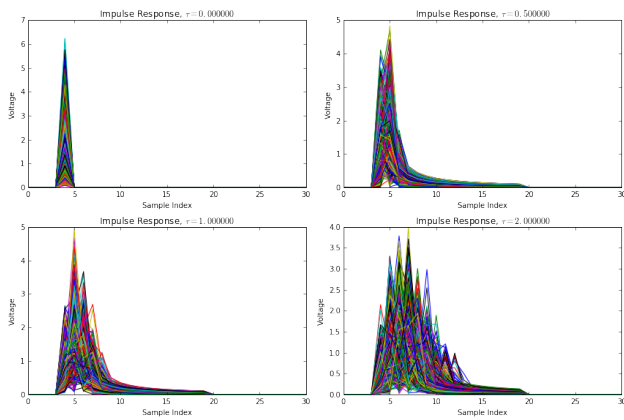 Impulse Response, τ=0.000000
7
6
5
4
3
2
1
0
Voltage
0 5 10 15 20 25 30
Sample Index
Impulse Response, τ=0.500000
5
4
3
2
1
0
Voltage
0 5 10 15 20 25 30
Sample Index
Impulse Response, τ=1.000000
5
4
3
2
1
0
Voltage
0 5 10 15 20 25 30
Sample Index
Impulse Response, τ=2.000000
4.0
3.5
3.0
2.5
2.0
1.5
1.0
0.5
0.0
Voltage
0 5 10 15 20 25 30
Sample Index